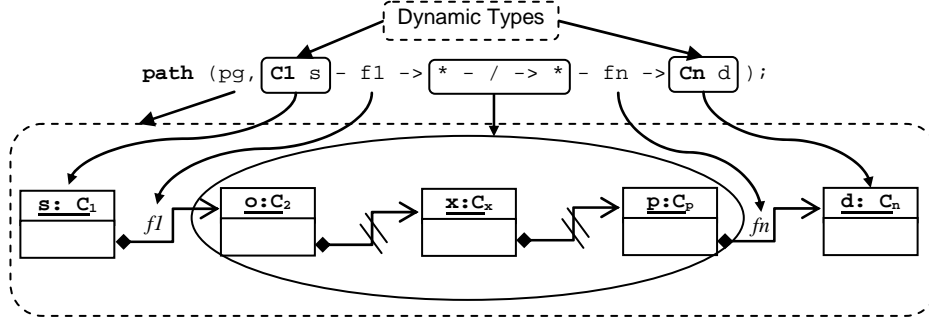 Dynamic Types
path (pg, C1 s - f1 -> * - / -> * - fn -> Cn d );
s: C1
f1
o:C2
x:Cx
p:Cp
fn
d: Cn